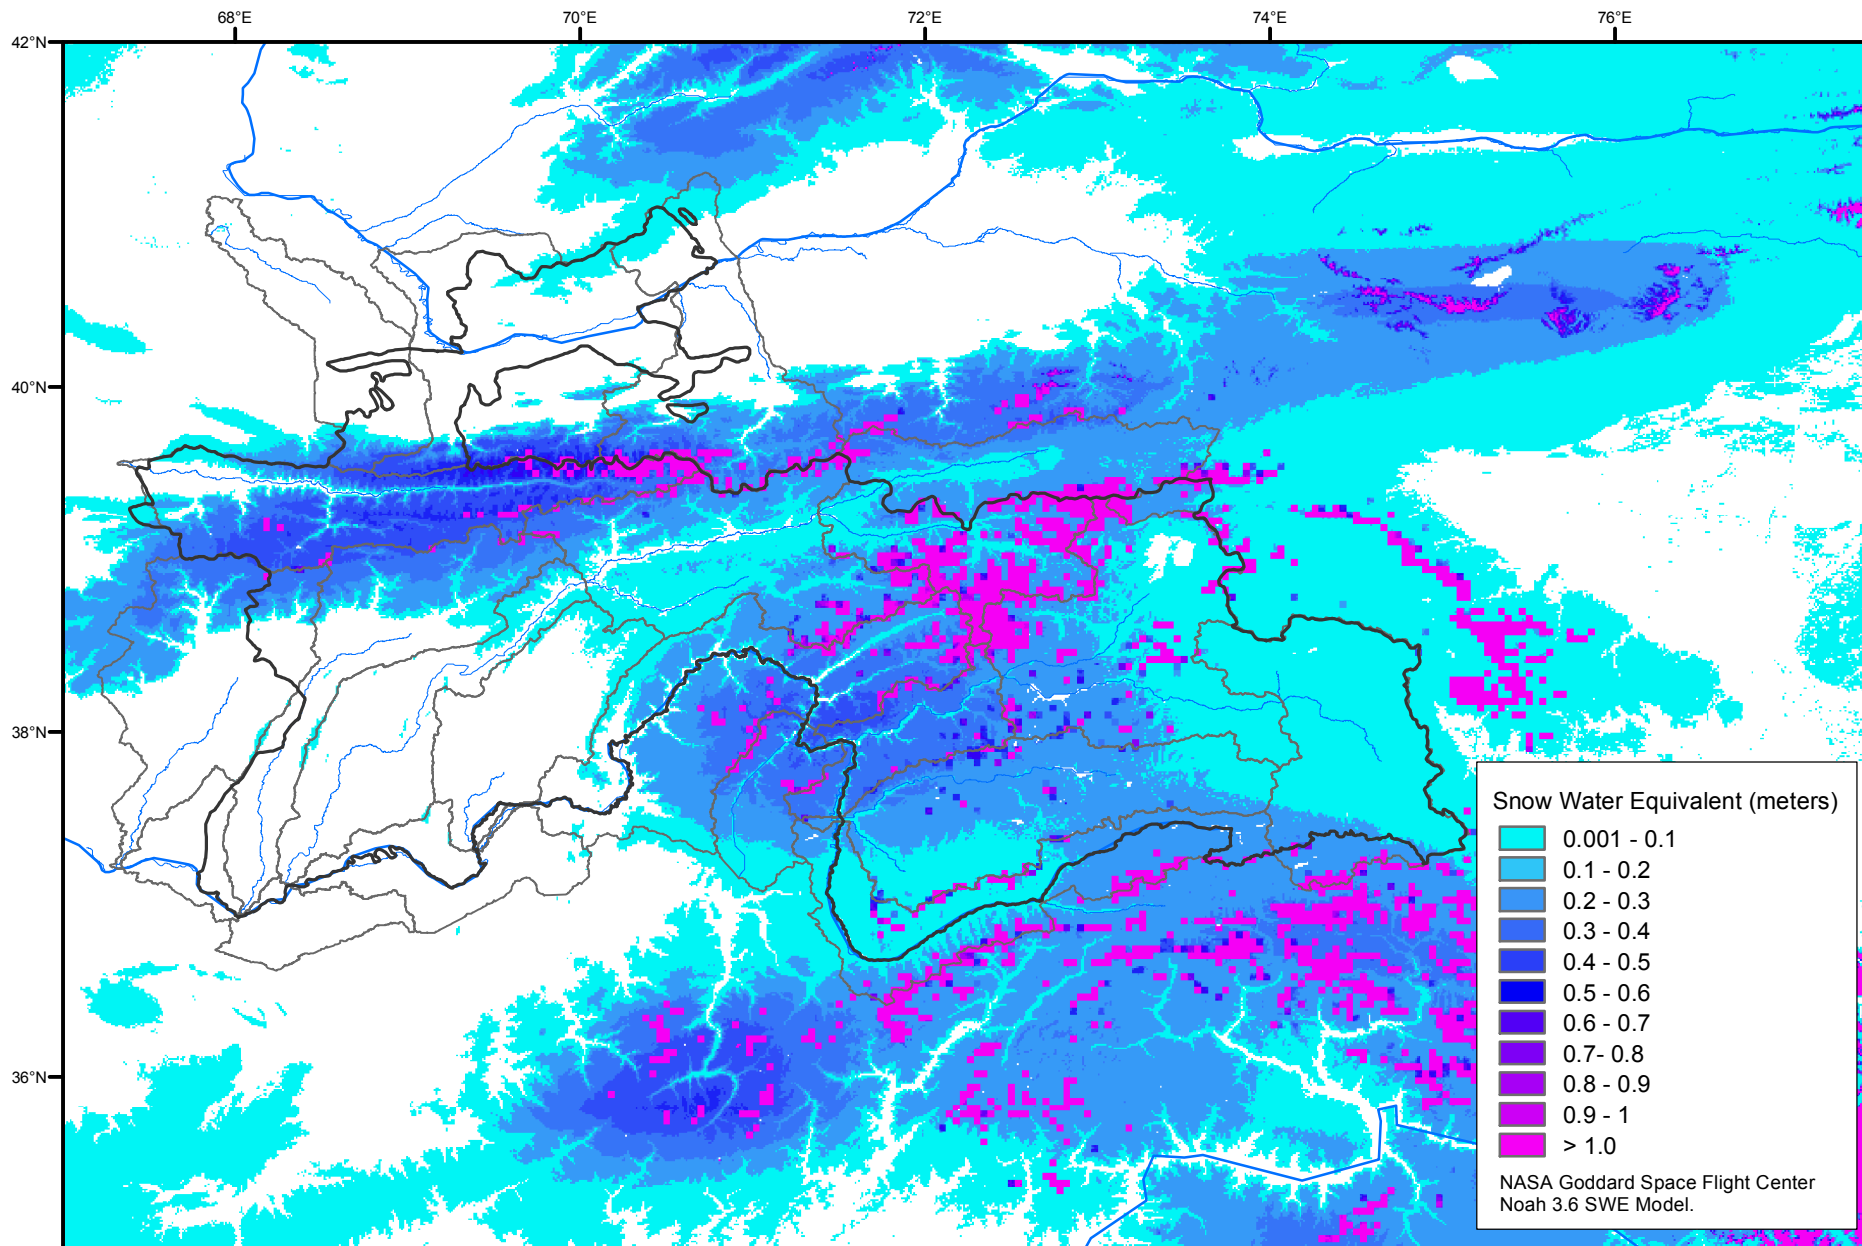 68°E 70°E 72°E 74°E 76°E
42°N
40°N
38°N
36°N
Snow Water Equivalent (meters)
0.001 - 0.1
0.1 - 0.2
0.2 - 0.3
0.3 - 0.4
0.4 - 0.5
0.5 - 0.6
0.6 - 0.7
0.7- 0.8
0.8 - 0.9
0.9 - 1
> 1.0
NASA Goddard Space Flight Center
Noah 3.6 SWE Model.